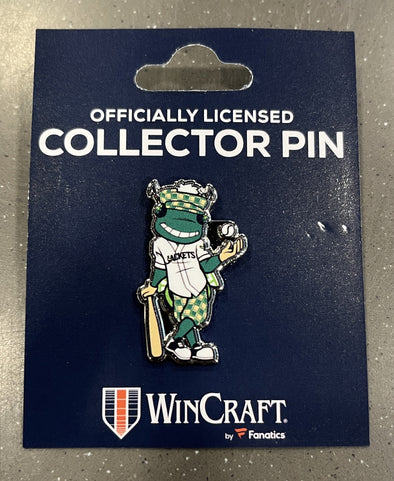 OFFICIALLY LICENSED
COLLECTOR PIN
JACKETS
WINCRAFT
by Fanatics